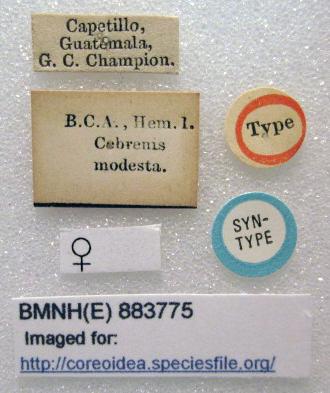 Capetillo,
Guatemala,
G. C. Champion.
B.C.A., Hem. 1.
Cebrenis
modesta.
Type
SYN-
TYPE
♀
BMNH(E) 883775
Imaged for:
http://coreoidea.speciesfile.org/